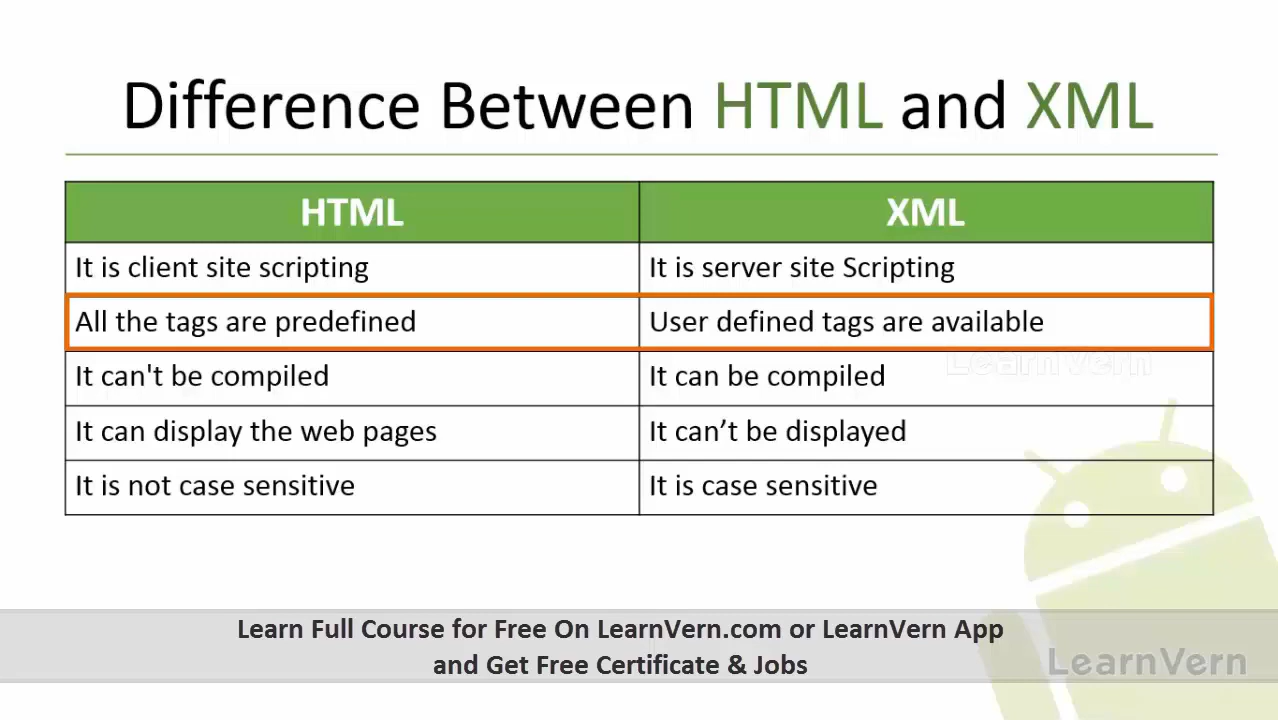 Difference Between HTML and XML
HTML
XML
It is client site scripting
It is server site Scripting
All the tags are predefined
User defined tags are available
LearnVern
It can't be compiled
It can be compiled
It can display the web pages
It can’t be displayed
It is not case sensitive
It is case sensitive
Learn Full Course for Free On LearnVern.com or LearnVern App
and Get Free Certificate & Jobs
LearnVern